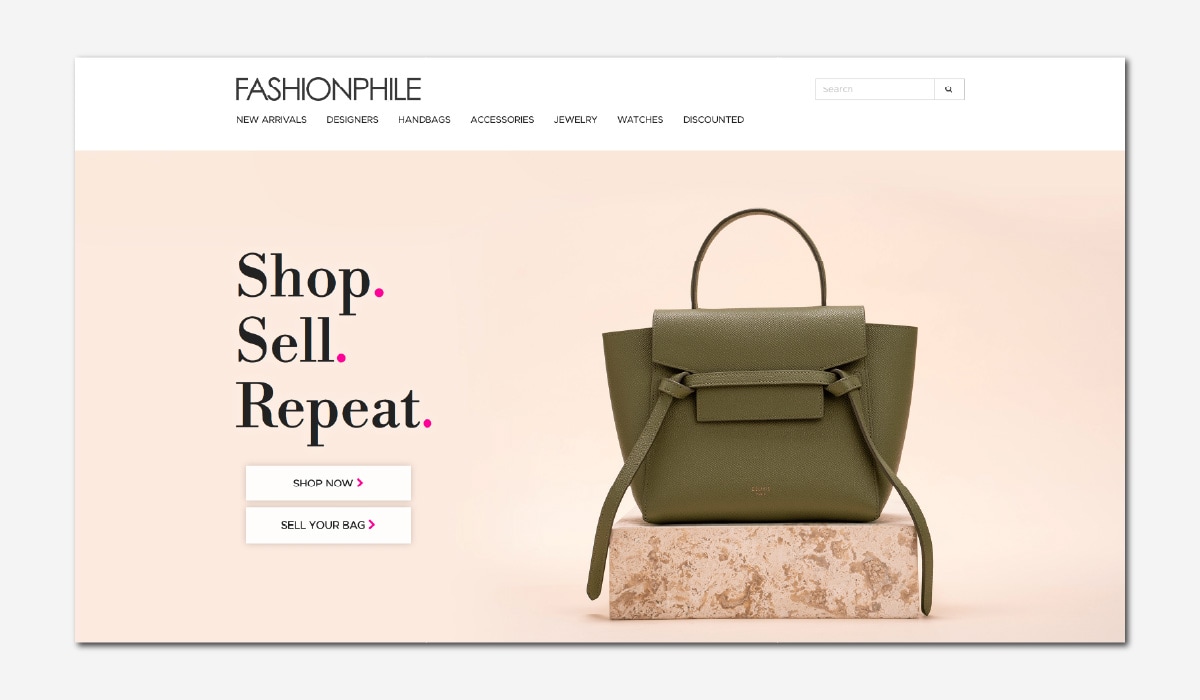 FASHIONPHILE
Search
NEW ARRIVALS DESIGNERS HANDBAGS ACCESSORIES JEWELRY WATCHES DISCOUNTED
Shop.
Sell.
Repeat.
SHOP NOW
SELL YOUR BAG